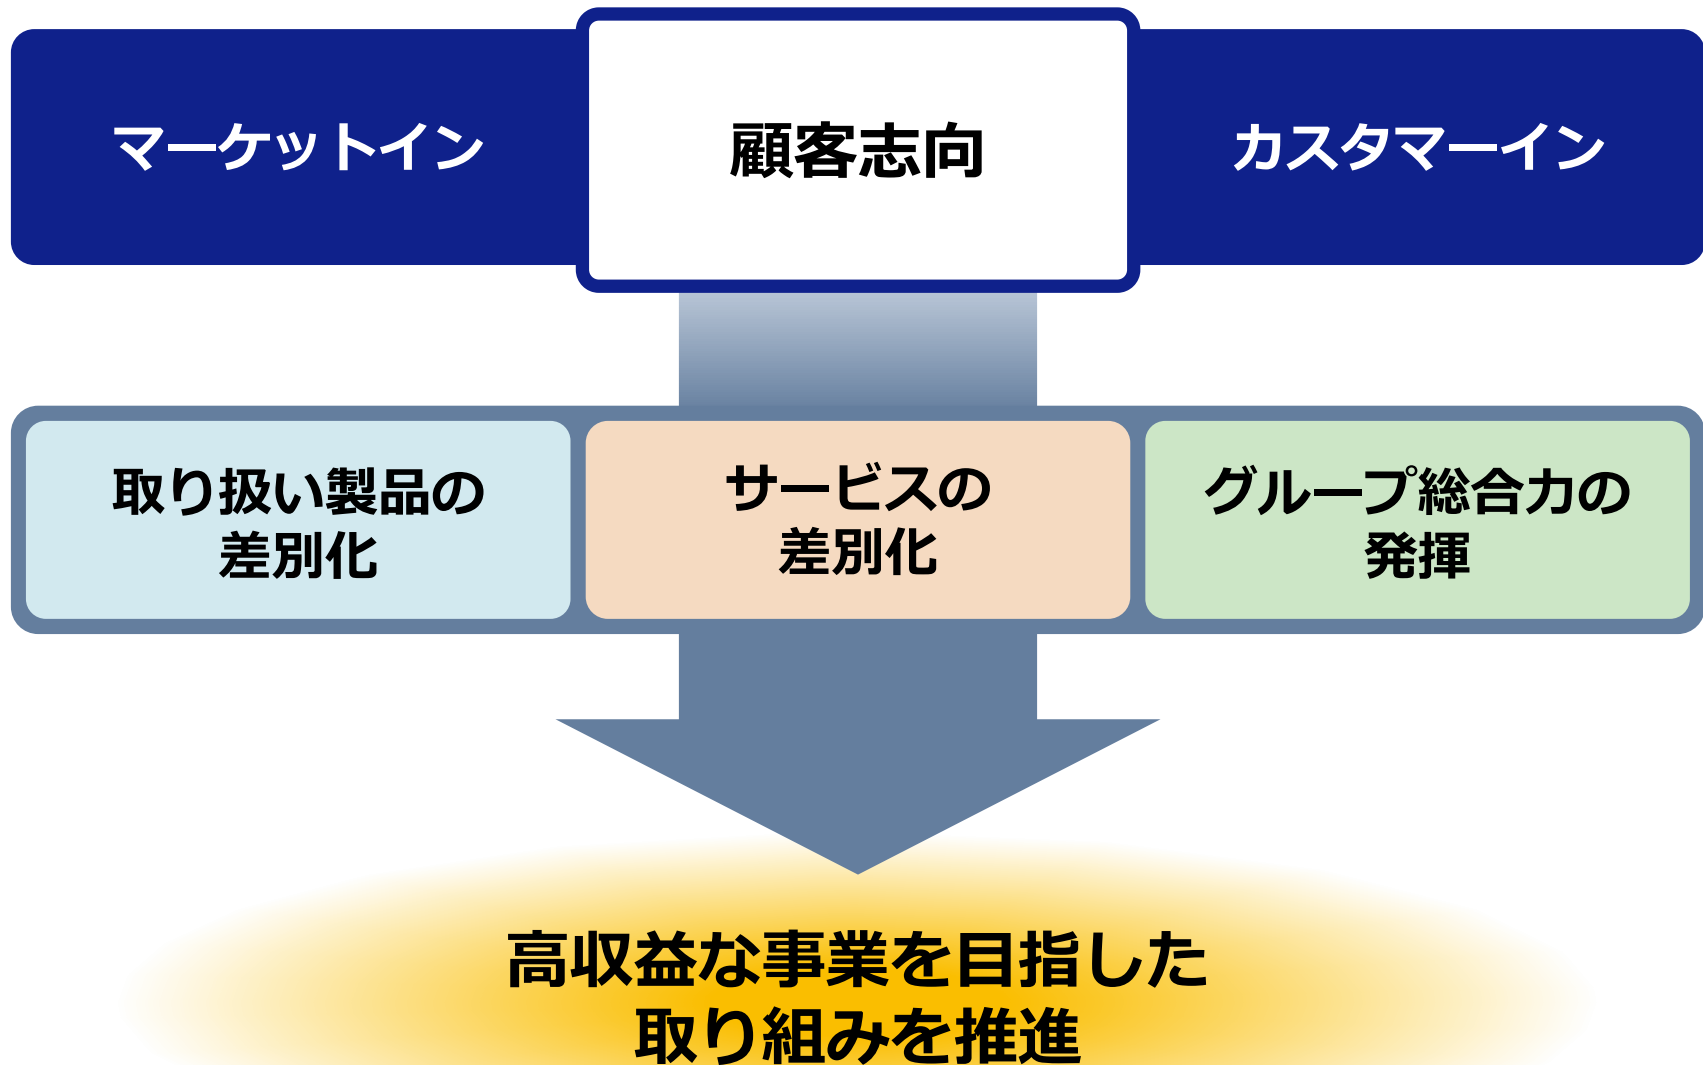 マーケットイン
顧客志向
カスタマーイン
取り扱い製品の
差別化
サービスの
差別化
グループ総合力の
発揮
高収益な事業を目指した
取り組みを推進